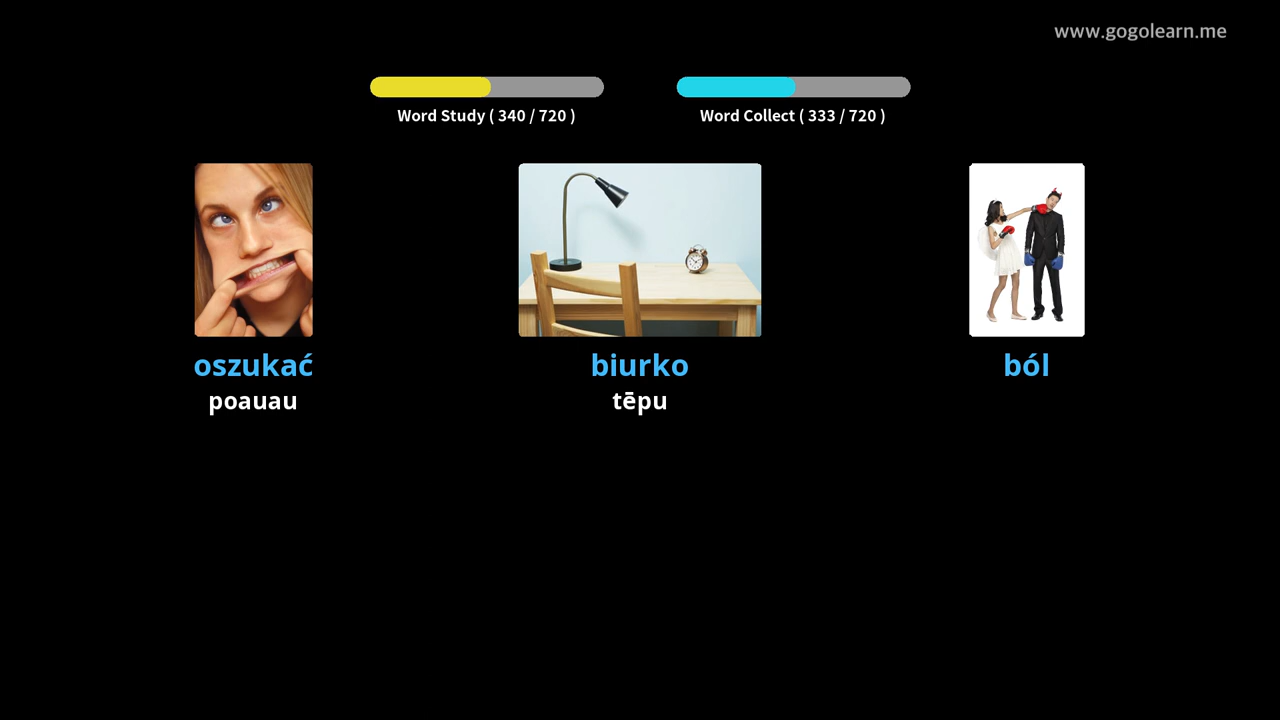 www.gogolearn.me
Word Study ( 340 / 720 )
Word Collect ( 333 / 720 )
oszukać
poauau
biurko
tēpu
ból